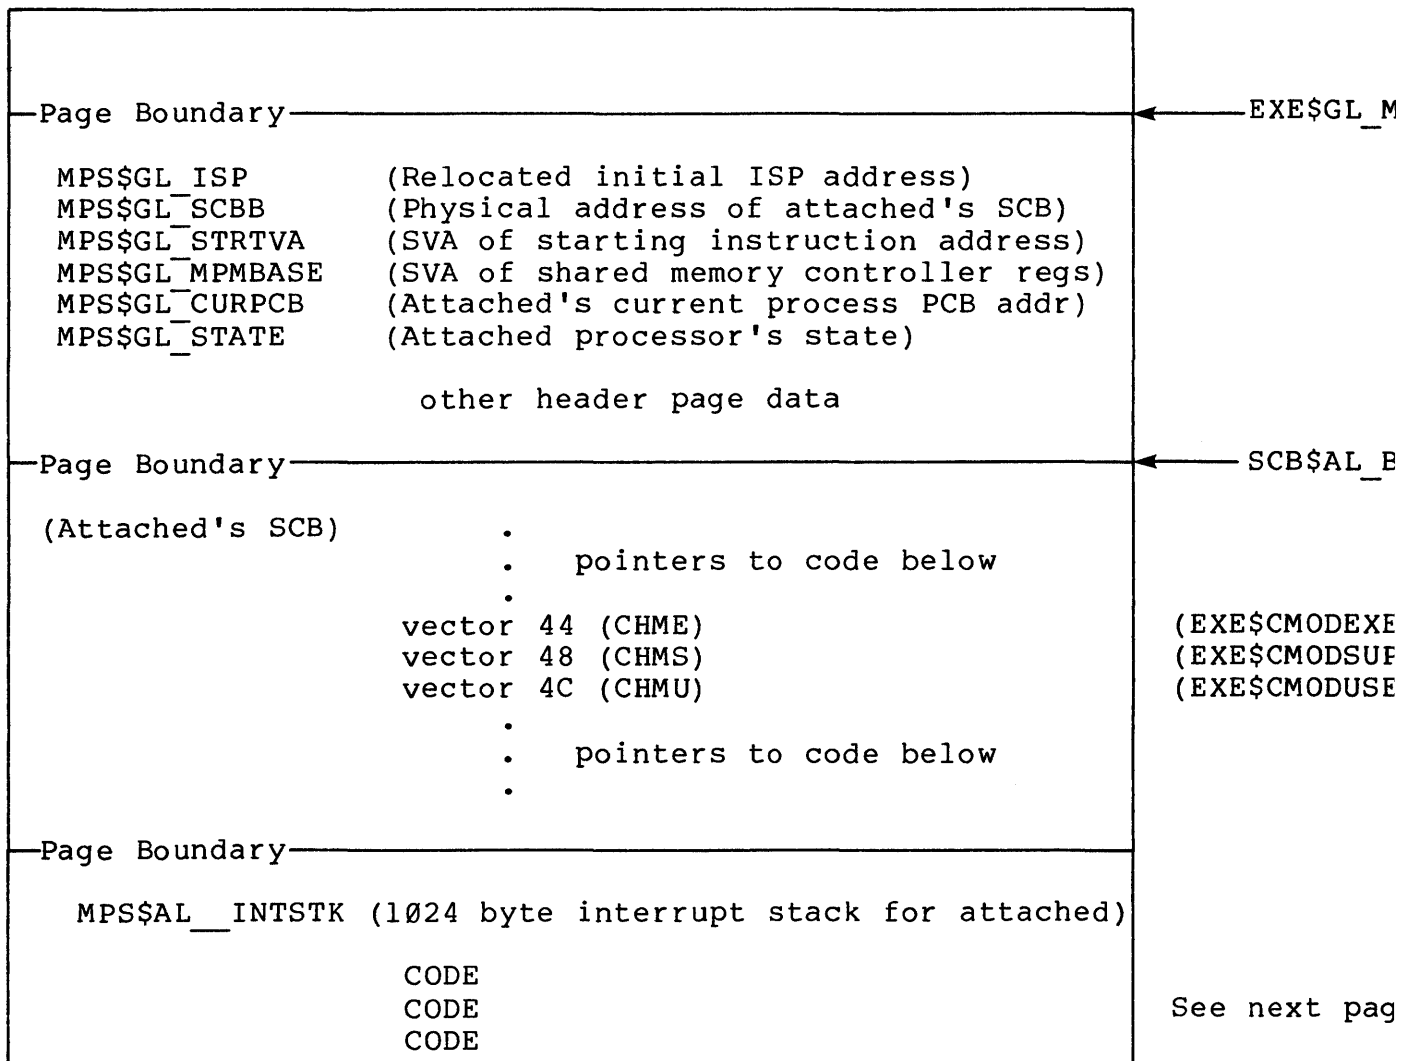 Page Boundary EXE$GL_M
MPS$GL_ISP (Relocated initial ISP address)
MPS$GL_SCBB (Physical address of attached's SCB)
MPS$GL_STRTVA (SVA of starting instruction address)
MPS$GL_MPMBASE (SVA of shared memory controller regs)
MPS$GL_CURPCB (Attached's current process PCB addr)
MPS$GL_STATE (Attached processor's state)
other header page data
Page Boundary SCB$AL_B
(Attached's SCB) .
. pointers to code below
.
vector 44 (CHME) (EXE$CMODEXE
vector 48 (CHMS) (EXE$CMODSUP
vector 4C (CHMU) (EXE$CMODUSE
.
. pointers to code below
.
Page Boundary
MPS$AL__INTSTK (1024 byte interrupt stack for attached)
CODE
CODE See next pag
CODE